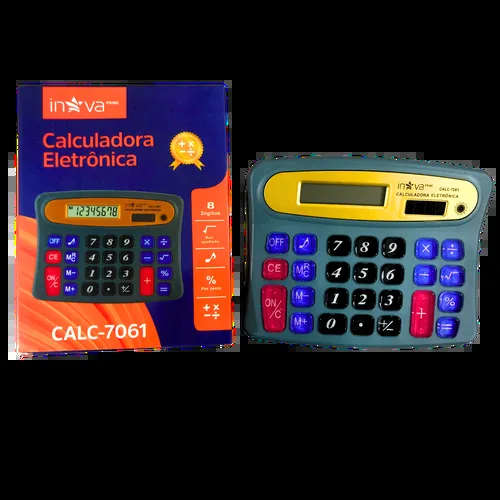 inova
Calculadora
Eletrônica
12345678
8
Dígitos
Raiz
quadrada
%
Por cento
OFF 7 8 9 × ÷
CE 4 5 6 - √
ON/C M- 1 2 3 + %
M+ 0 . +/- =
CALC-7061
inova CALC-7061
CALCULADORA ELETRÔNICA
OFF 7 8 9 × ÷
CE 4 5 6 - √
ON/C 1 2 3 + %
M+ 0 . +/- =